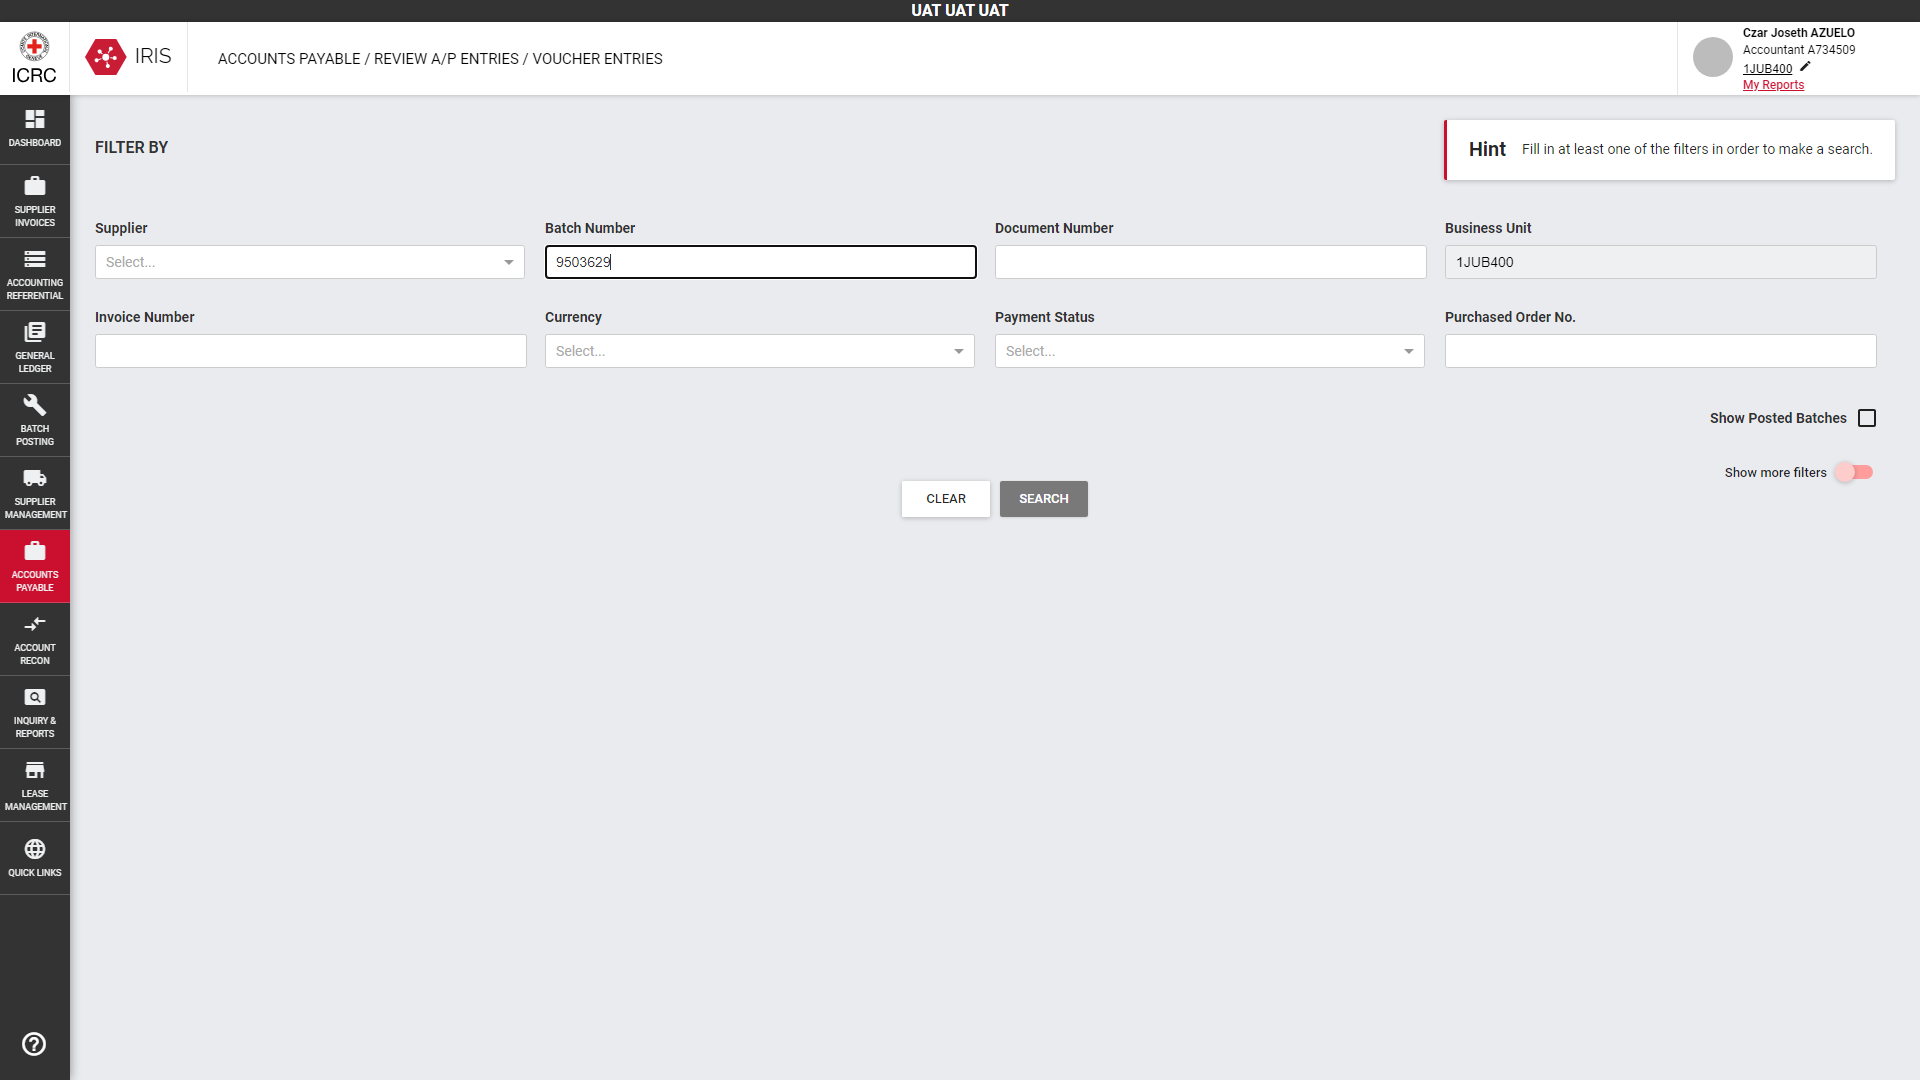 UAT UAT UAT
ICRC
IRIS
ACCOUNTS PAYABLE / REVIEW A/P ENTRIES / VOUCHER ENTRIES
Czar Joseth AZUELO
Accountant A734509
1JUB400
My Reports
DASHBOARD
SUPPLIER
INVOICES
ACCOUNTING
REFERENTIAL
GENERAL
LEDGER
BATCH
POSTING
SUPPLIER
MANAGEMENT
ACCOUNTS
PAYABLE
ACCOUNT
RECON
INQUIRY &
REPORTS
LEASE
MANAGEMENT
QUICK LINKS
FILTER BY
Hint Fill in at least one of the filters in order to make a search.
Supplier Batch Number Document Number Business Unit
Select... 9503629 1JUB400
Invoice Number Currency Payment Status Purchased Order No.
Select... Select...
Show Posted Batches
Show more filters
CLEAR SEARCH